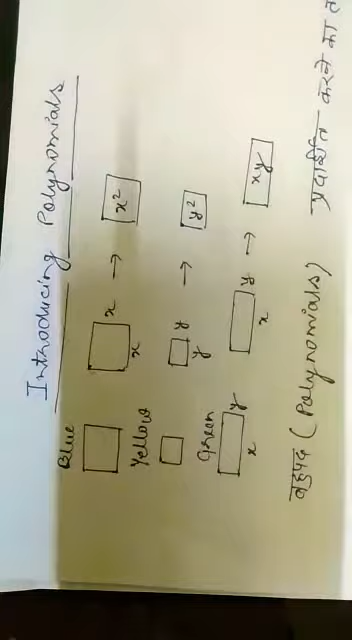 Introducing Polynomials
Blue
x
x → x²
Yellow
y
y → y²
Green
y
x
y
x → xy
बहुपद (Polynomials) प्रदर्शित करने का